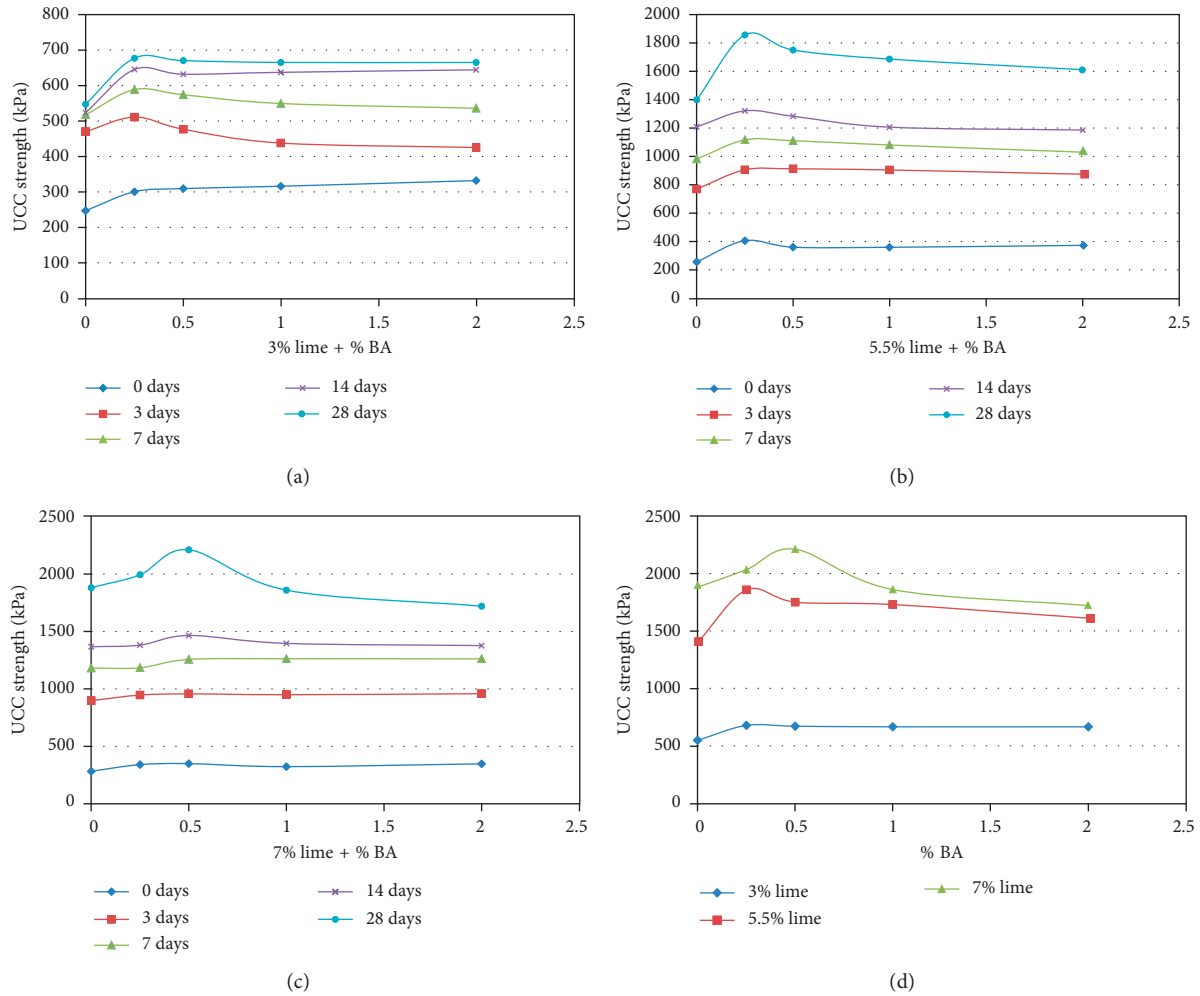 800
700
600
500
400
300
200
100
0
UCC strength (kPa)
0 0.5 1 1.5 2 2.5
3% lime + % BA
0 days 14 days
3 days 28 days
7 days
(a)
2000
1800
1600
1400
1200
1000
800
600
400
200
0
UCC strength (kPa)
0 0.5 1 1.5 2 2.5
5.5% lime + % BA
0 days 14 days
3 days 28 days
7 days
(b)
2500
2000
1500
1000
500
0
UCC strength (kPa)
0 0.5 1 1.5 2 2.5
7% lime + % BA
0 days 14 days
3 days 28 days
7 days
(c)
2500
2000
1500
1000
500
0
UCC strength (kPa)
0 0.5 1 1.5 2 2.5
% BA
3% lime 7% lime
5.5% lime
(d)